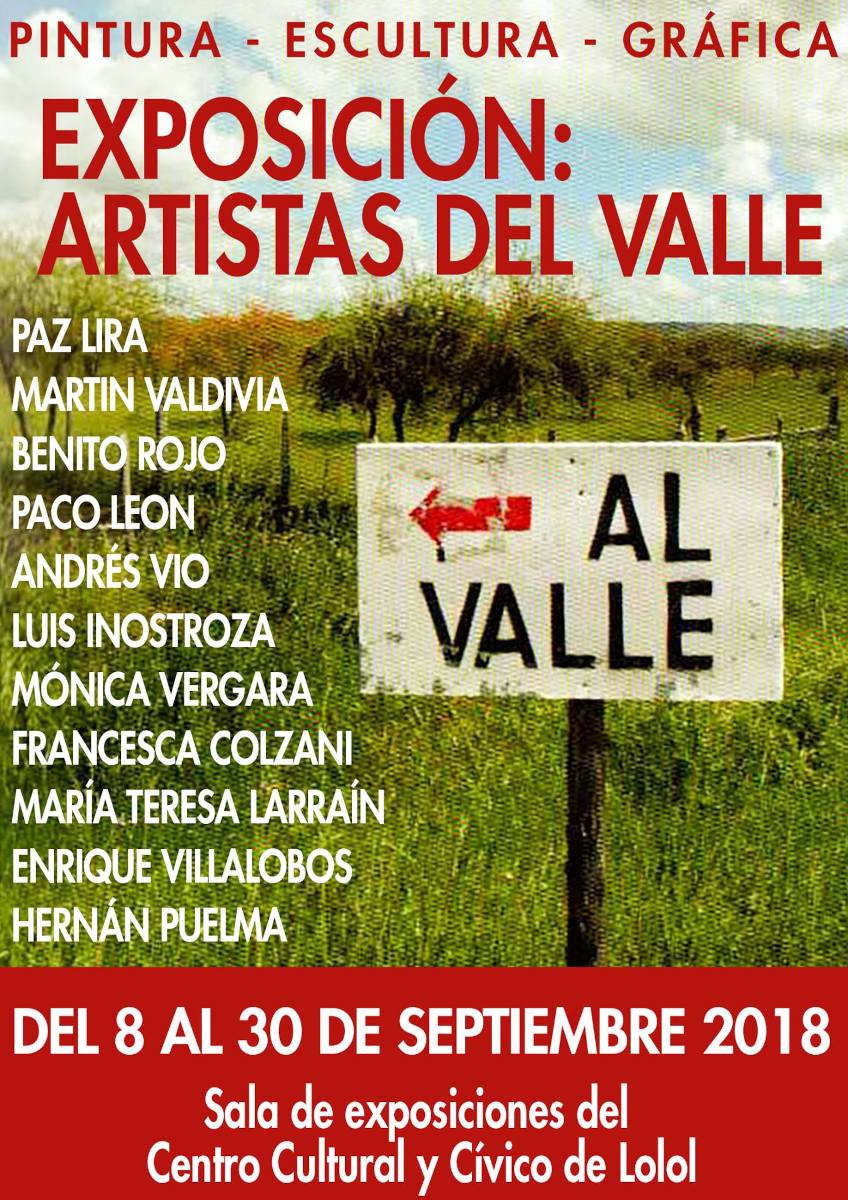 PINTURA - ESCULTURA - GRÁFICA
EXPOSICIÓN:
ARTISTAS DEL VALLE
PAZ LIRA
MARTIN VALDIVIA
BENITO ROJO
PACO LEON
ANDRÉS VIO
LUIS INOSTROZA
MÓNICA VERGARA
FRANCESCA COLZANI
MARÍA TERESA LARRAÍN
ENRIQUE VILLALOBOS
HERNÁN PUELMA
AL
VALLE
DEL 8 AL 30 DE SEPTIEMBRE 2018
Sala de exposiciones del
Centro Cultural y Cívico de Lolol